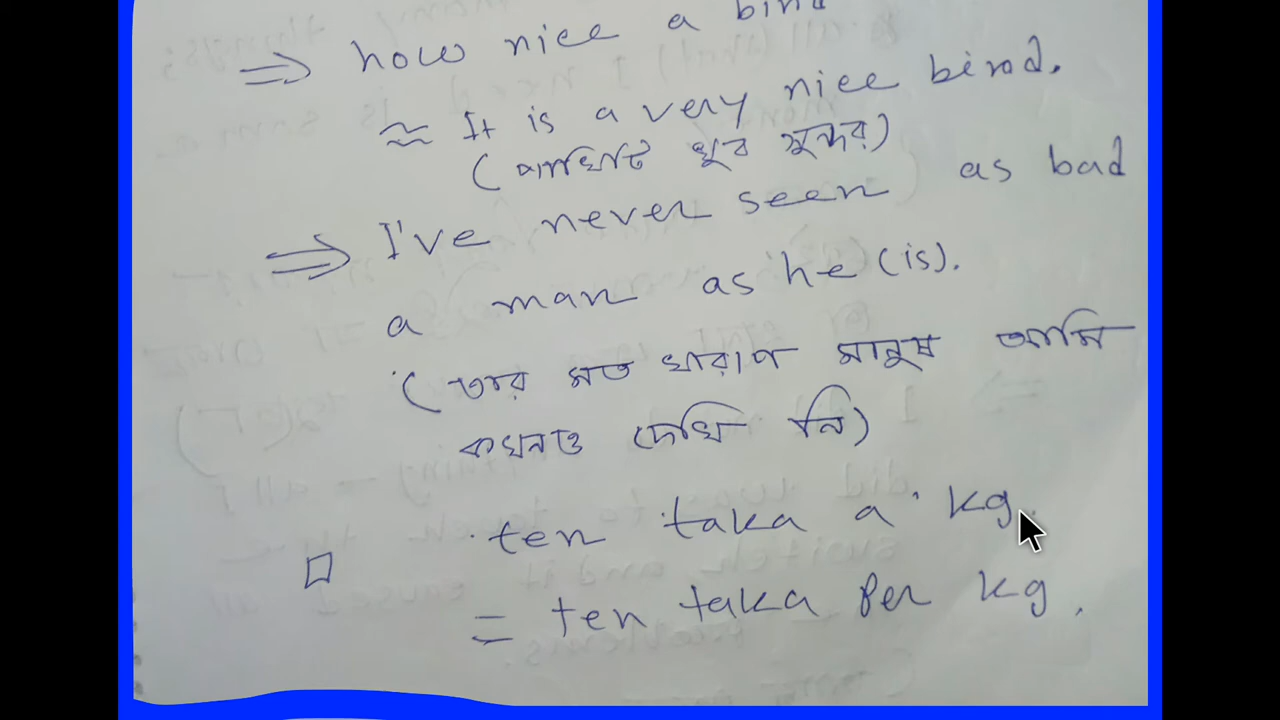 ⇒ how nice a bird
≈ It is a very nice bird.
(পাখিটি খুব সুন্দর)
⇒ I've never seen as bad
a man as he (is).
(তার মত খারাপ মানুষ আমি
কখনও দেখি নি)
□ ten taka a kg.
= ten taka per kg.